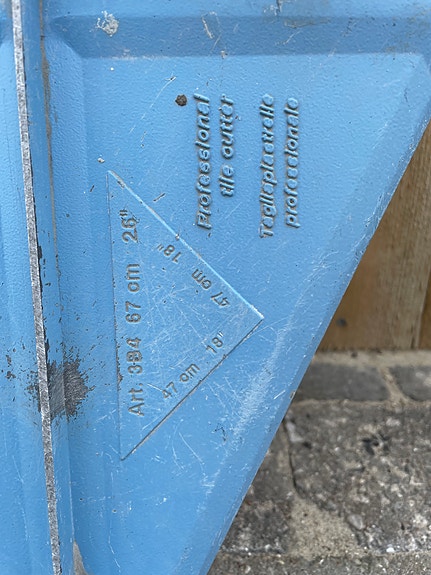 Professional
tile cutter
Tagliapiastrelle
professionale
Art. 384 67 cm 26"
47 cm 18"
47 cm 18"